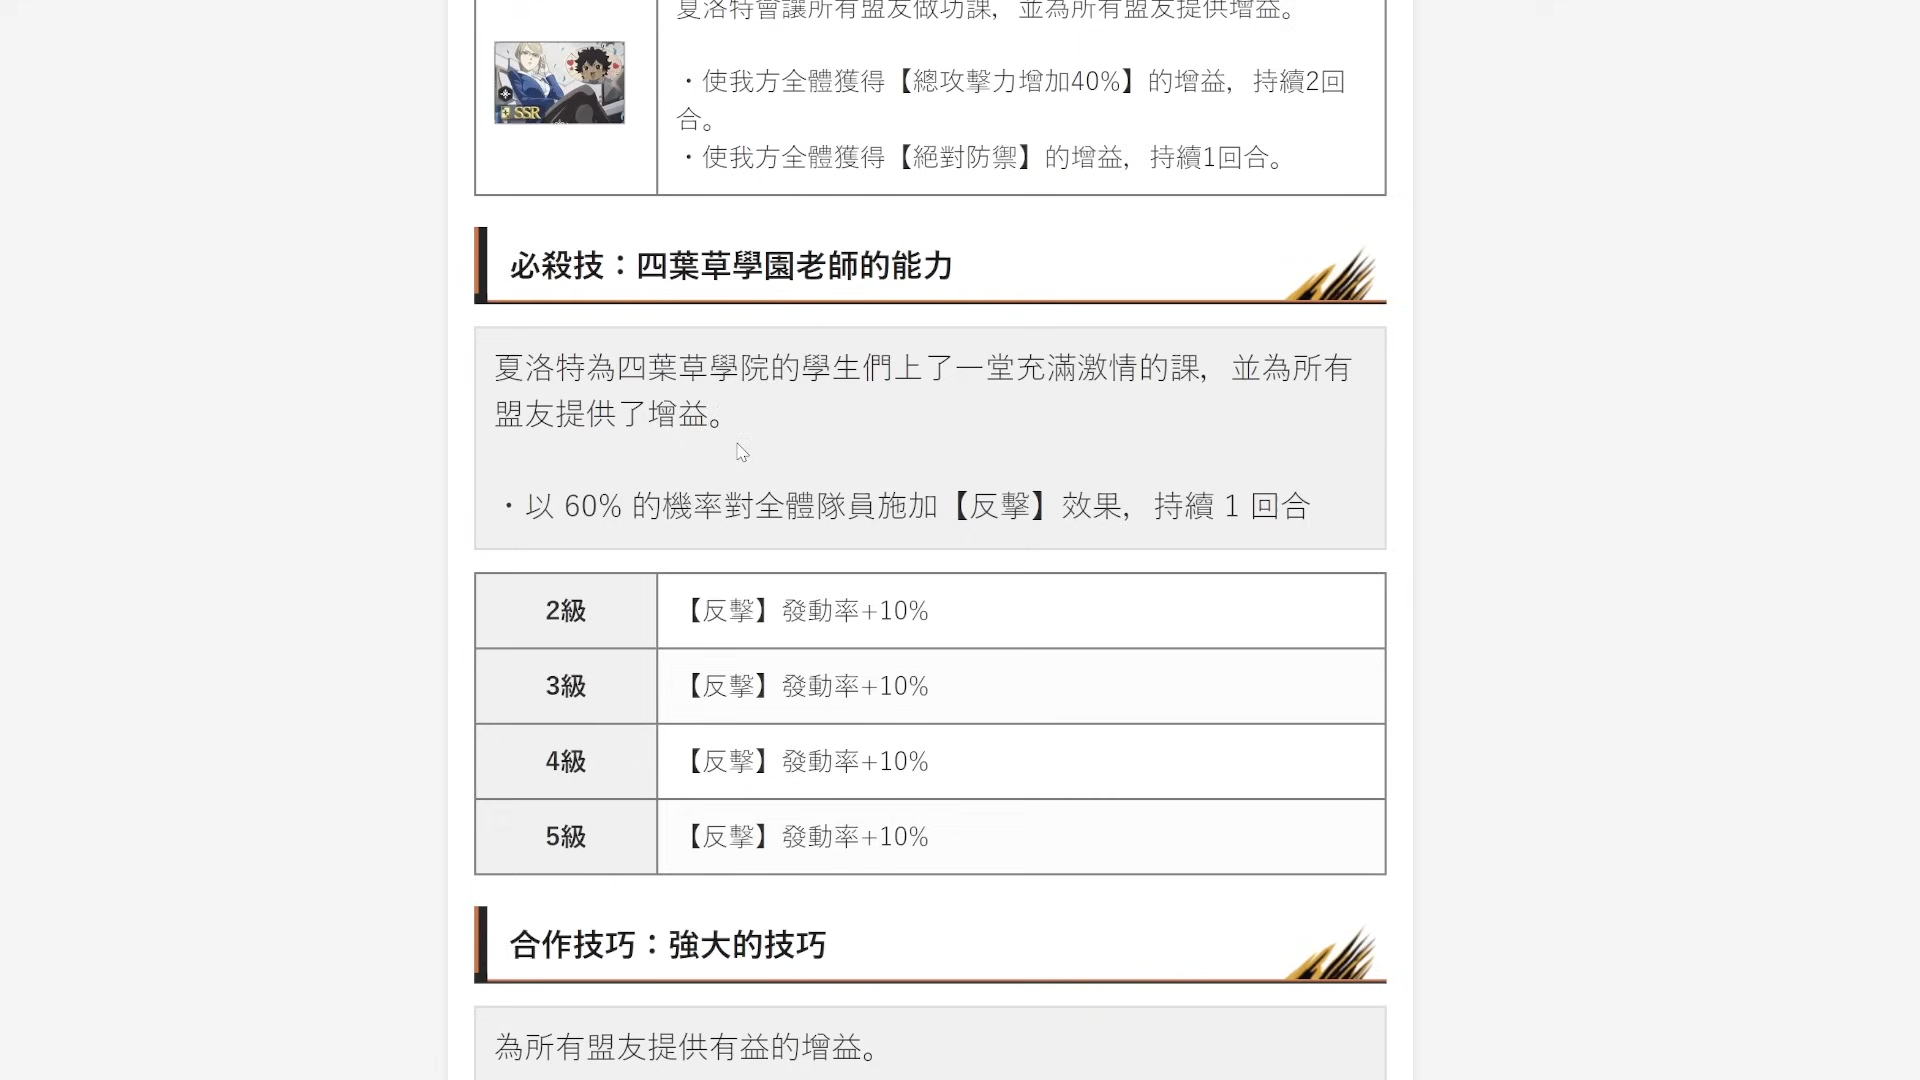 夏洛特會讓所有盟友做功課，並為所有盟友提供增益。
・使我方全體獲得【總攻擊力增加40%】的增益，持續2回
合。
・使我方全體獲得【絕對防禦】的增益，持續1回合。
SSR
必殺技：四葉草學園老師的能力
夏洛特為四葉草學院的學生們上了一堂充滿激情的課，並為所有
盟友提供了增益。
・以 60% 的機率對全體隊員施加【反擊】效果，持續 1 回合
2級 【反擊】發動率+10%
3級 【反擊】發動率+10%
4級 【反擊】發動率+10%
5級 【反擊】發動率+10%
合作技巧：強大的技巧
為所有盟友提供有益的增益。